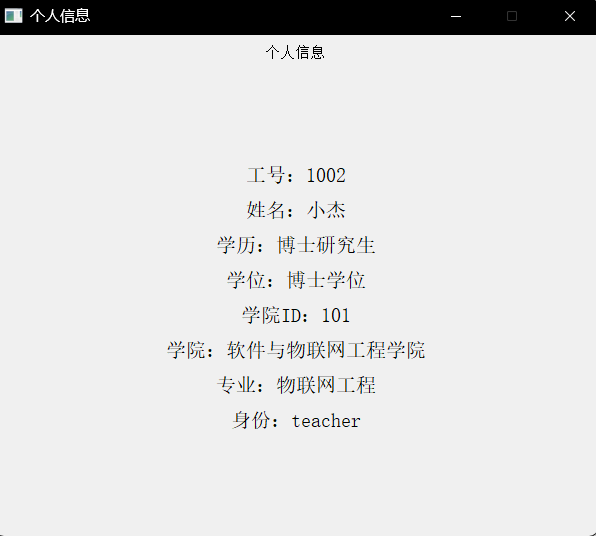 个人信息
个人信息
工号：1002
姓名：小杰
学历：博士研究生
学位：博士学位
学院ID：101
学院：软件与物联网工程学院
专业：物联网工程
身份：teacher